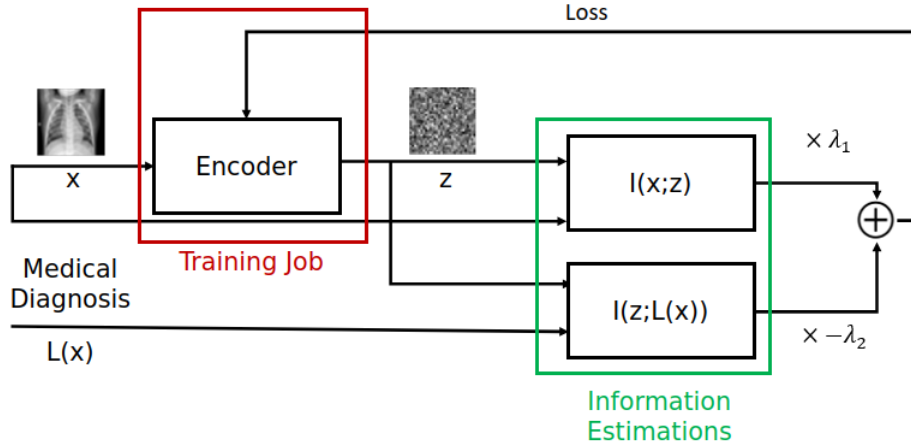 Loss
x
Encoder
z
I(x;z)
× λ₁
Training Job
Medical
Diagnosis
L(x)
I(z;L(x))
× −λ₂
Information
Estimations